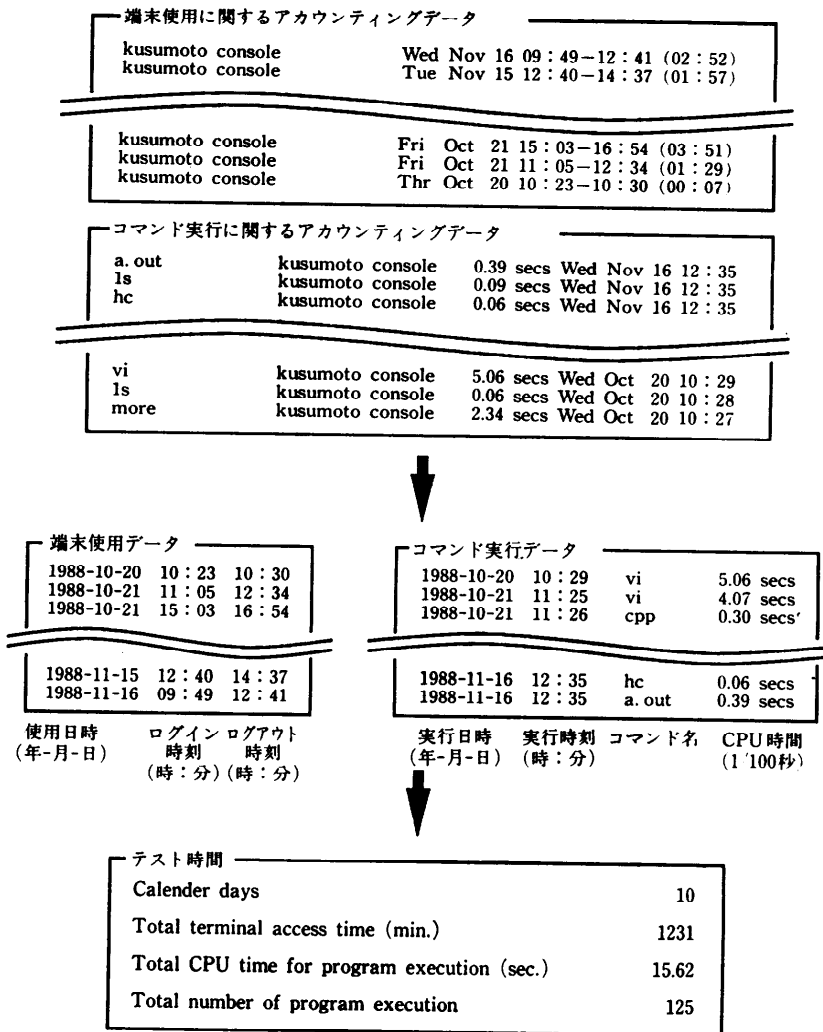 端末使用に関するアカウンティングデータ
kusumoto console Wed Nov 16 09：49－12：41 (02：52)
kusumoto console Tue Nov 15 12：40－14：37 (01：57)
kusumoto console Fri Oct 21 15：03－16：54 (03：51)
kusumoto console Fri Oct 21 11：05－12：34 (01：29)
kusumoto console Thr Oct 20 10：23－10：30 (00：07)
コマンド実行に関するアカウンティングデータ
a. out kusumoto console 0.39 secs Wed Nov 16 12：35
ls kusumoto console 0.09 secs Wed Nov 16 12：35
hc kusumoto console 0.06 secs Wed Nov 16 12：35
vi kusumoto console 5.06 secs Wed Oct 20 10：29
ls kusumoto console 0.06 secs Wed Oct 20 10：28
more kusumoto console 2.34 secs Wed Oct 20 10：27
端末使用データ
1988-10-20 10：23 10：30
1988-10-21 11：05 12：34
1988-10-21 15：03 16：54
1988-11-15 12：40 14：37
1988-11-16 09：49 12：41
使用日時 ログイン ログアウト
(年-月-日) 時刻 時刻
(時：分) (時：分)
コマンド実行データ
1988-10-20 10：29 vi 5.06 secs
1988-10-21 11：25 vi 4.07 secs
1988-10-21 11：26 cpp 0.30 secs
1988-11-16 12：35 hc 0.06 secs
1988-11-16 12：35 a. out 0.39 secs
実行日時 実行時刻 コマンド名 CPU時間
(年-月-日) (時：分) (1/100秒)
テスト時間
Calender days 10
Total terminal access time (min.) 1231
Total CPU time for program execution (sec.) 15.62
Total number of program execution 125